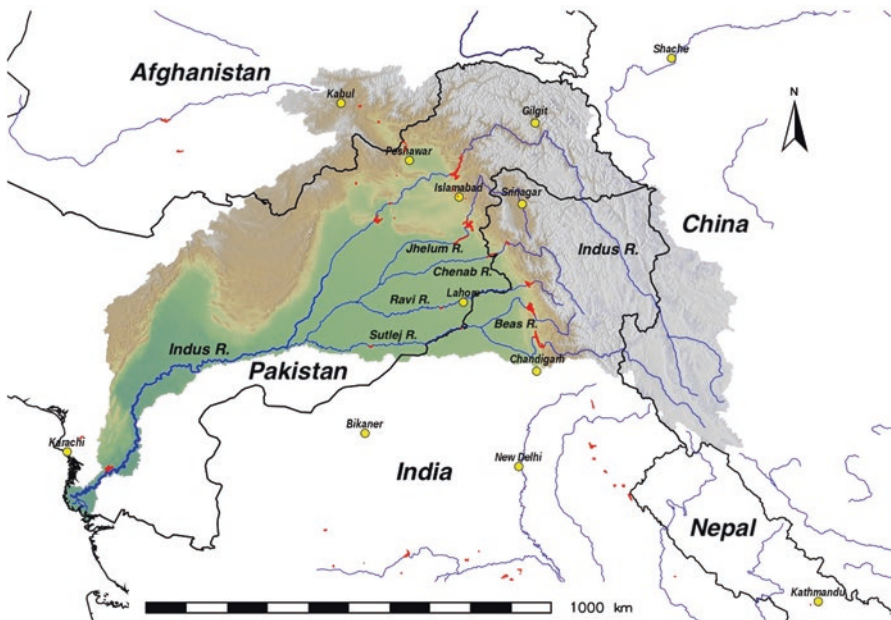 Shache
Afghanistan
Kabul
N
Gilgit
Peshawar
Islamabad
Srinagar
China
Jhelum R.
Indus R.
Chenab R.
Ravi R.
Lahore
Beas R.
Indus R.
Sutlej R.
Chandigarh
Pakistan
Bikaner
Karachi
New Delhi
India
Nepal
Kathmandu
1000 km